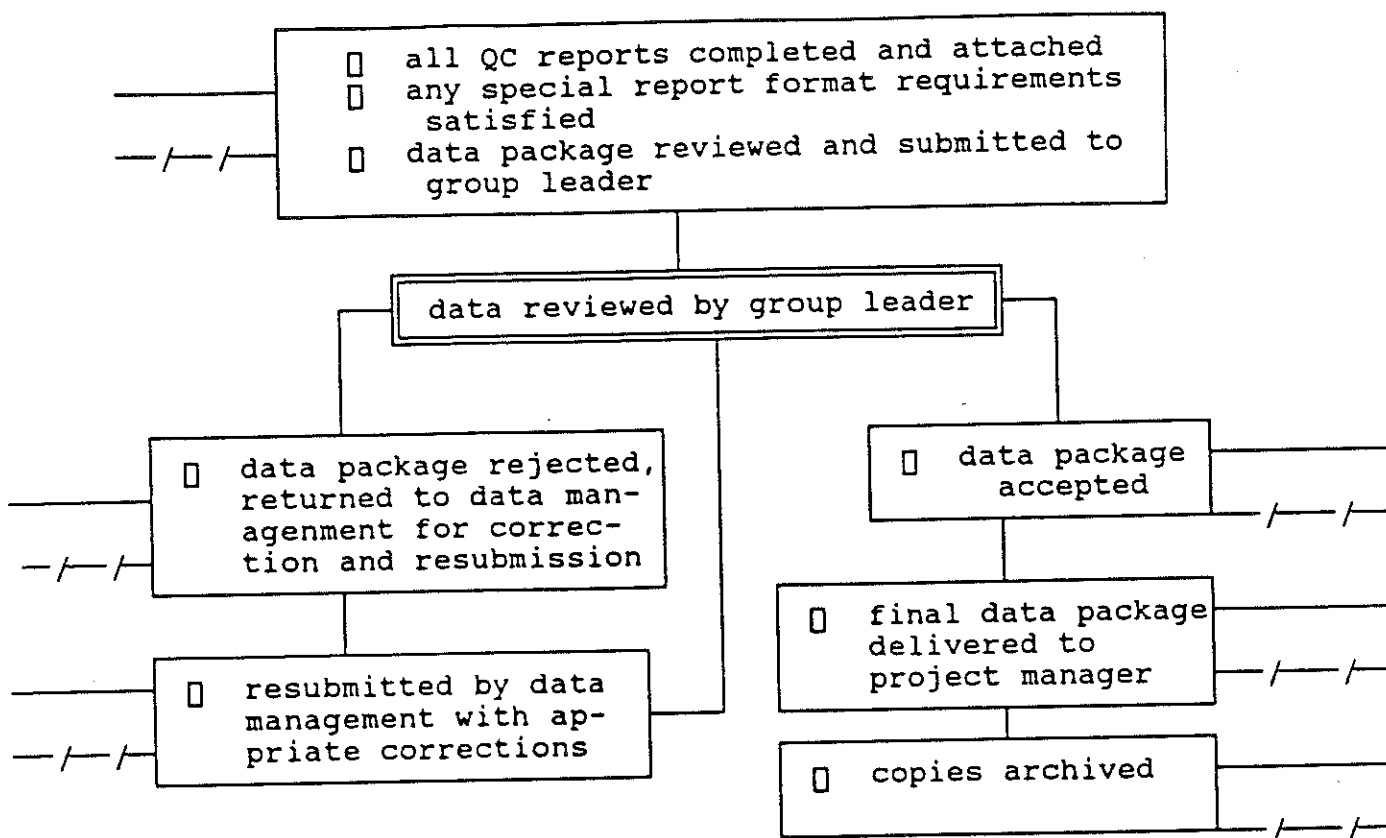 ▯ all QC reports completed and attached
▯ any special report format requirements
satisfied
▯ data package reviewed and submitted to
group leader
—/—/—
data reviewed by group leader
▯ data package rejected,
returned to data man-
agenment for correc-
tion and resubmission
—/—/—
▯ resubmitted by data
management with ap-
priate corrections
—/—/—
▯ data package
accepted
—/—/—
▯ final data package
delivered to
project manager
—/—/—
▯ copies archived
—/—/—